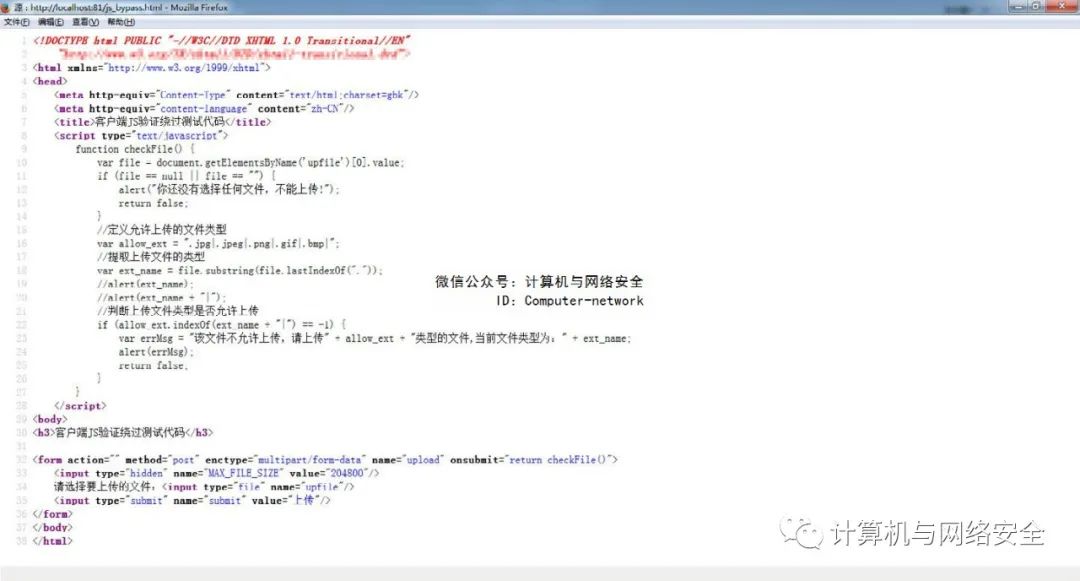 源：http://localhost:81/js_bypass.html - Mozilla Firefox
文件(F) 编辑(E) 查看(V) 帮助(H)
1 <!DOCTYPE html PUBLIC "-//W3C//DTD XHTML 1.0 Transitional//EN"
2
3 <html xmlns="http://www.w3.org/1999/xhtml">
4 <head>
5 <meta http-equiv="Content-Type" content="text/html;charset=gbk"/>
6 <meta http-equiv="content-language" content="zh-CN"/>
7 <title>客户端JS验证绕过测试代码</title>
8 <script type="text/javascript">
9 function checkFile() {
10 var file = document.getElementsByName('upfile')[0].value;
11 if (file == null || file == "") {
12 alert("你还没有选择任何文件，不能上传!");
13 return false;
14 }
15 //定义允许上传的文件类型
16 var allow_ext = ".jpg|.jpeg|.png|.gif|.bmp|";
17 //提取上传文件的类型
18 var ext_name = file.substring(file.lastIndexOf("."));
19 //alert(ext_name);
20 //alert(ext_name + "|");
21 //判断上传文件类型是否允许上传
22 if (allow_ext.indexOf(ext_name + "|") == -1) {
23 var errMsg = "该文件不允许上传，请上传" + allow_ext + "类型的文件,当前文件类型为：" + ext_name;
24 alert(errMsg);
25 return false;
26 }
27 }
28 </script>
29 <body>
30 <h3>客户端JS验证绕过测试代码</h3>
31
32 <form action="" method="post" enctype="multipart/form-data" name="upload" onsubmit="return checkFile()">
33 <input type="hidden" name="MAX_FILE_SIZE" value="204800"/>
34 请选择要上传的文件：<input type="file" name="upfile"/>
35 <input type="submit" name="submit" value="上传"/>
36 </form>
37 </body>
38 </html>
微信公众号：计算机与网络安全
ID：Computer-network
计算机与网络安全